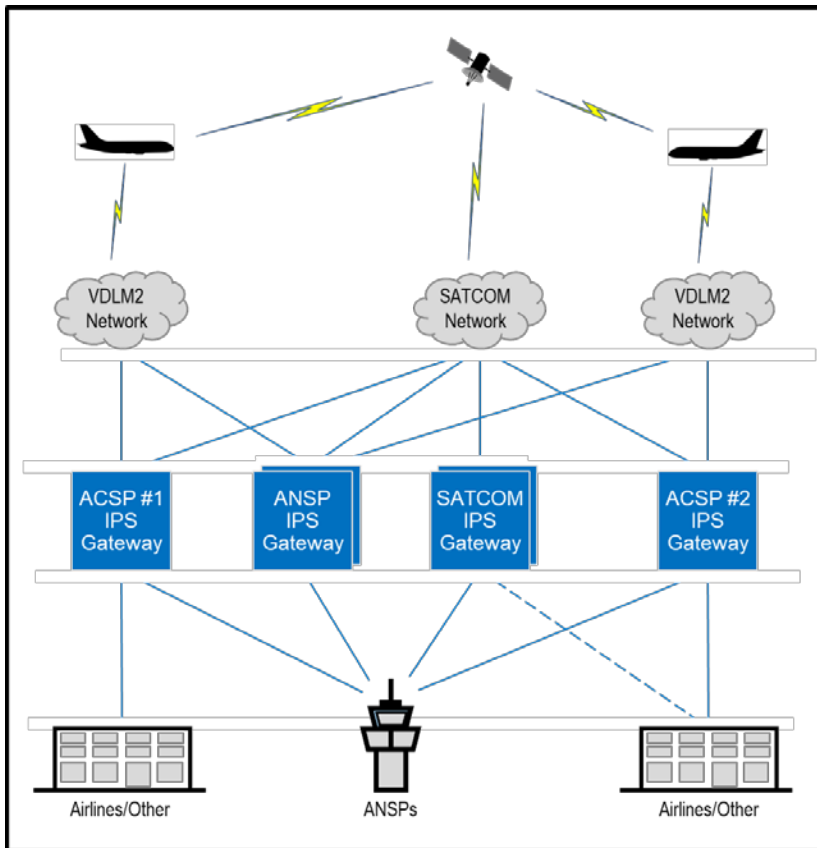 VDLM2
Network
SATCOM
Network
VDLM2
Network
ACSP #1
IPS
Gateway
ANSP
IPS
Gateway
SATCOM
IPS
Gateway
ACSP #2
IPS
Gateway
Airlines/Other
ANSPs
Airlines/Other